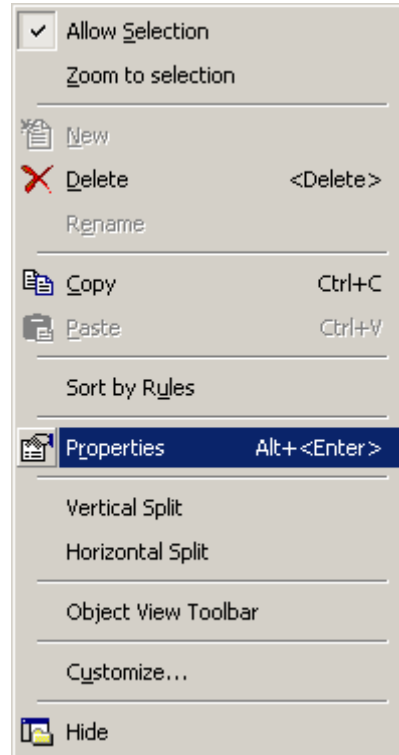 Allow Selection
Zoom to selection
New
Delete <Delete>
Rename
Copy Ctrl+C
Paste Ctrl+V
Sort by Rules
Properties Alt+<Enter>
Vertical Split
Horizontal Split
Object View Toolbar
Customize...
Hide